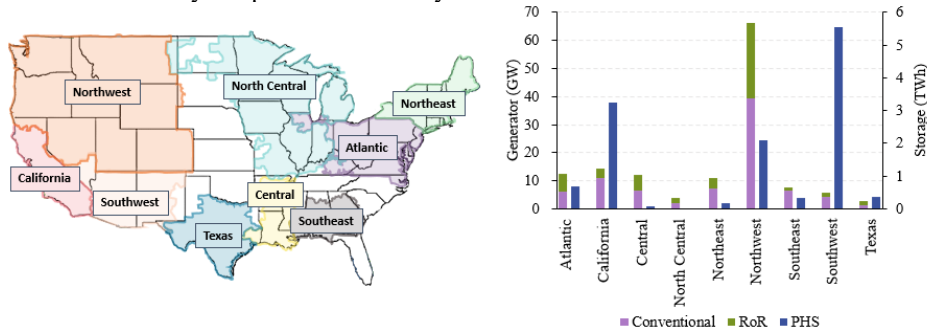 Northwest
North Central
Northeast
Atlantic
California
Southwest
Central
Southeast
Texas
70
60
50
40
30
20
10
0
Generator (GW)
6
5
4
3
2
1
0
Storage (TWh)
Atlantic
California
Central
North Central
Northeast
Northwest
Southeast
Southwest
Texas
Conventional RoR PHS